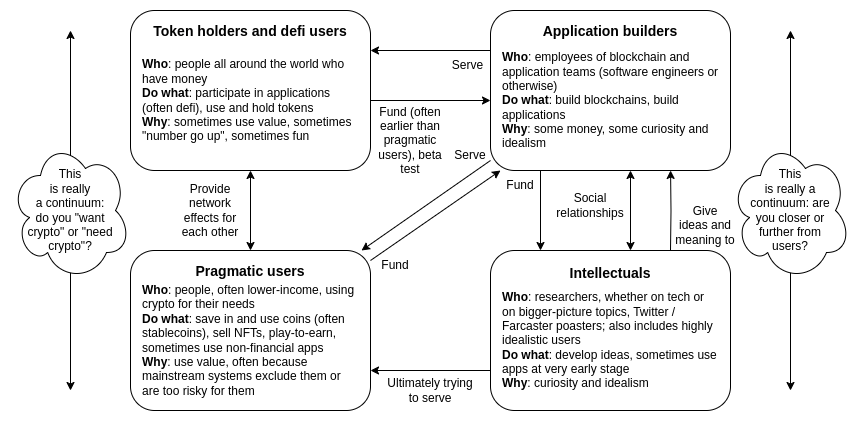 Token holders and defi users
Who: people all around the world who
have money
Do what: participate in applications
(often defi), use and hold tokens
Why: sometimes use value, sometimes
"number go up", sometimes fun
Application builders
Who: employees of blockchain and
application teams (software engineers or
otherwise)
Do what: build blockchains, build
applications
Why: some money, some curiosity and
idealism
Serve
Fund (often
earlier than
pragmatic
users), beta
test
Serve
Fund
This
is really
a continuum:
do you "want
crypto" or "need
crypto"?
Provide
network
effects for
each other
Fund
Social
relationships
Give
ideas and
meaning to
This
is really a
continuum: are
you closer or
further from
users?
Pragmatic users
Who: people, often lower-income, using
crypto for their needs
Do what: save in and use coins (often
stablecoins), sell NFTs, play-to-earn,
sometimes use non-financial apps
Why: use value, often because
mainstream systems exclude them or
are too risky for them
Intellectuals
Who: researchers, whether on tech or
on bigger-picture topics, Twitter /
Farcaster poasters; also includes highly
idealistic users
Do what: develop ideas, sometimes use
apps at very early stage
Why: curiosity and idealism
Ultimately trying
to serve